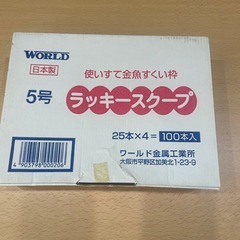 WORLD
日本製
使いすて金魚すくい枠
5号
ラッキースクープ
25本×4=100本入
ワールド金属工業所
大阪市平野区加美北1-23-9
4903798000206